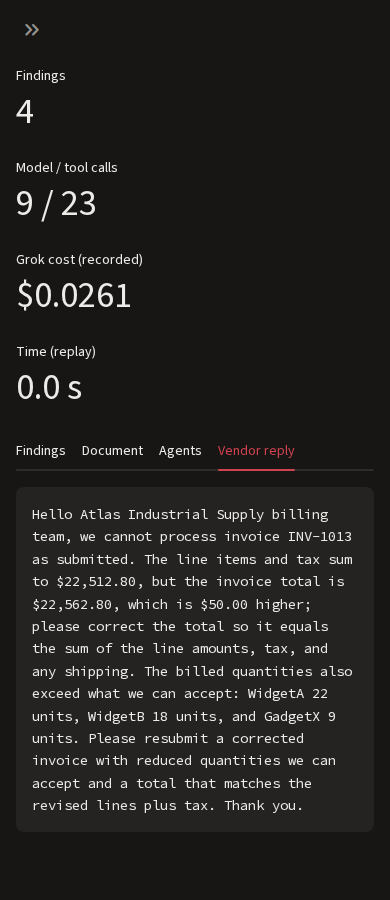 Findings
4
Model / tool calls
9 / 23
Grok cost (recorded)
$0.0261
Time (replay)
0.0 s
Findings Document Agents Vendor reply
Hello Atlas Industrial Supply billing
team, we cannot process invoice INV-1013
as submitted. The line items and tax sum
to $22,512.80, but the invoice total is
$22,562.80, which is $50.00 higher;
please correct the total so it equals
the sum of the line amounts, tax, and
any shipping. The billed quantities also
exceed what we can accept: WidgetA 22
units, WidgetB 18 units, and GadgetX 9
units. Please resubmit a corrected
invoice with reduced quantities we can
accept and a total that matches the
revised lines plus tax. Thank you.